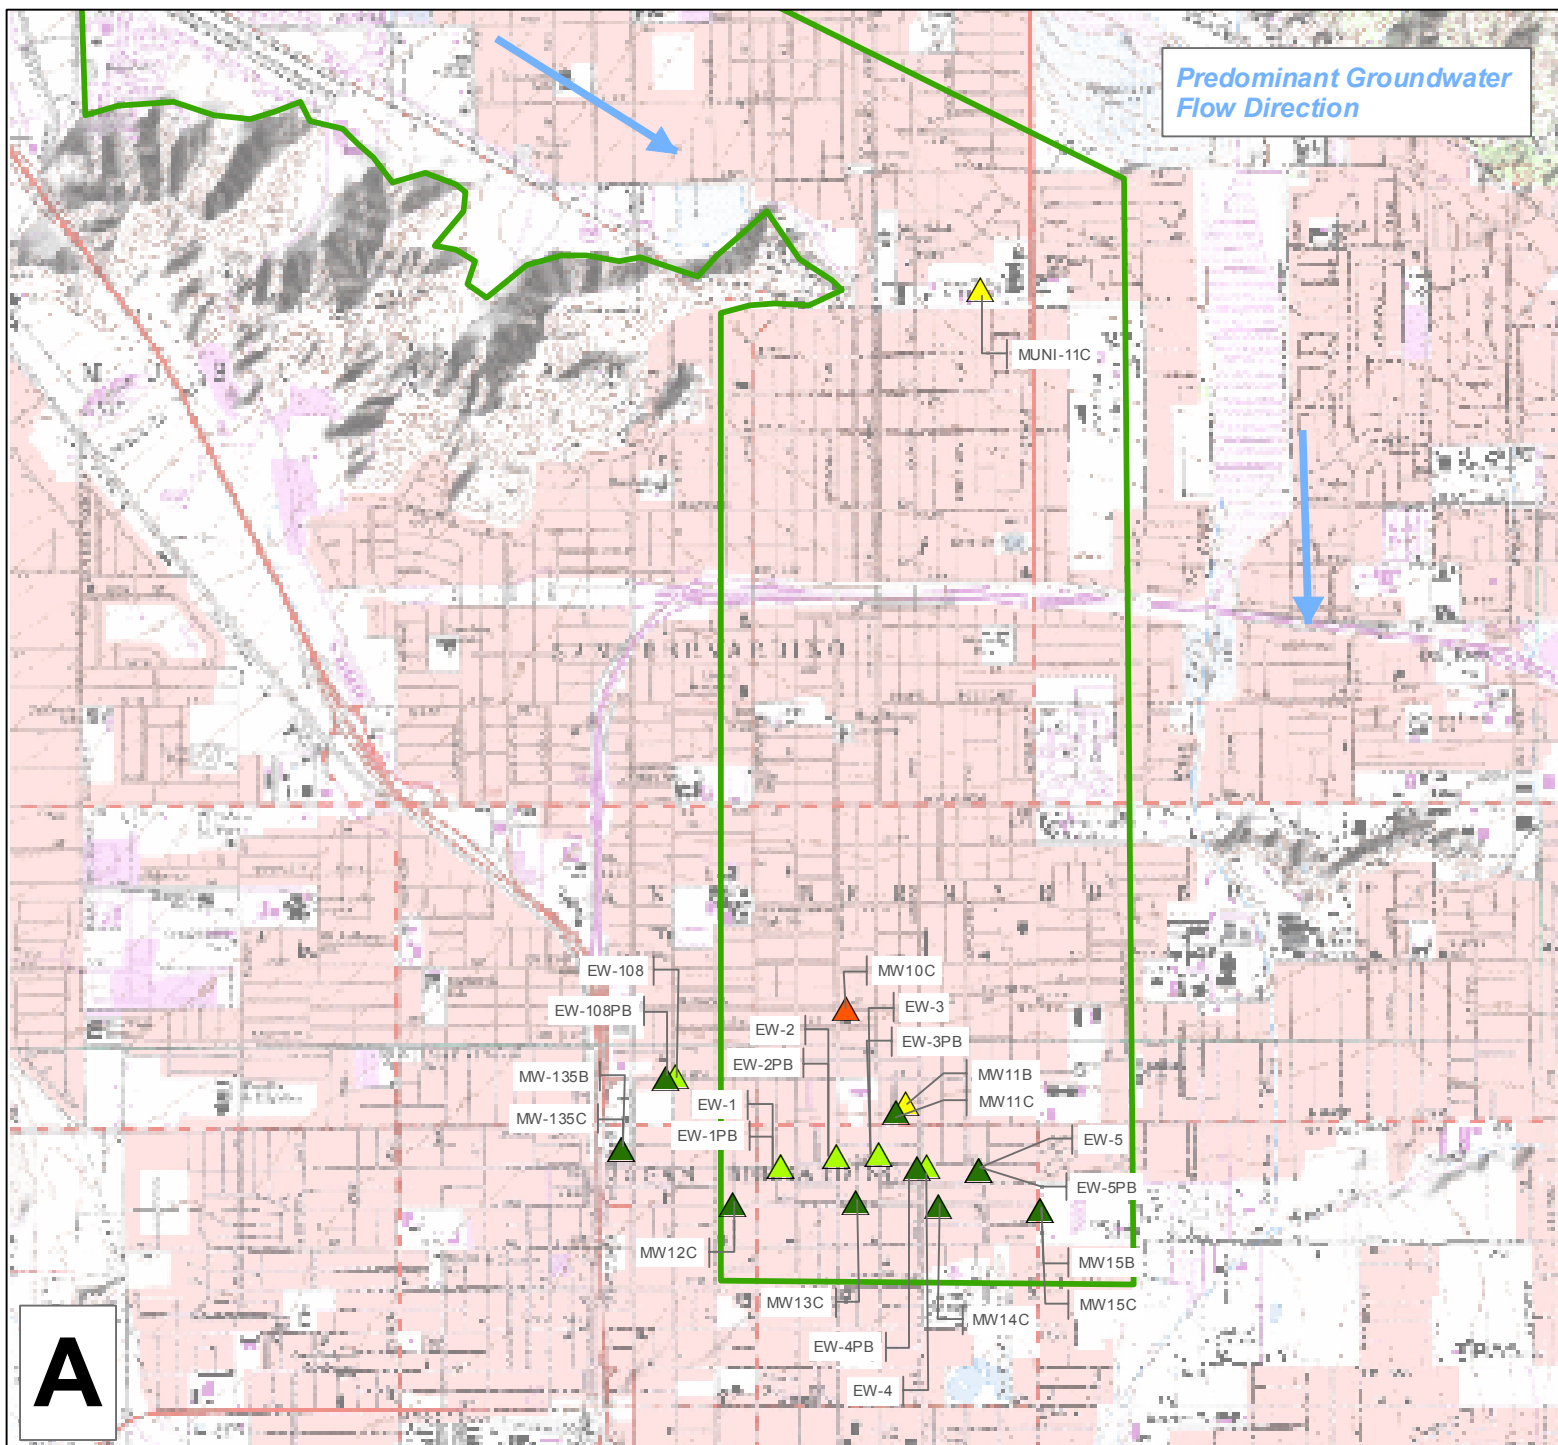 Predominant Groundwater
Flow Direction
MUNI-11C
SAN BERNARDINO
EW-108
MW10C
EW-108PB
EW-3
EW-2
EW-3PB
EW-2PB
MW-135B
MW11B
EW-1
MW11C
MW-135C
EW-1PB
EW-5
EW-5PB
MW12C
MW15B
MW13C
MW15C
MW14C
EW-4PB
EW-4
A